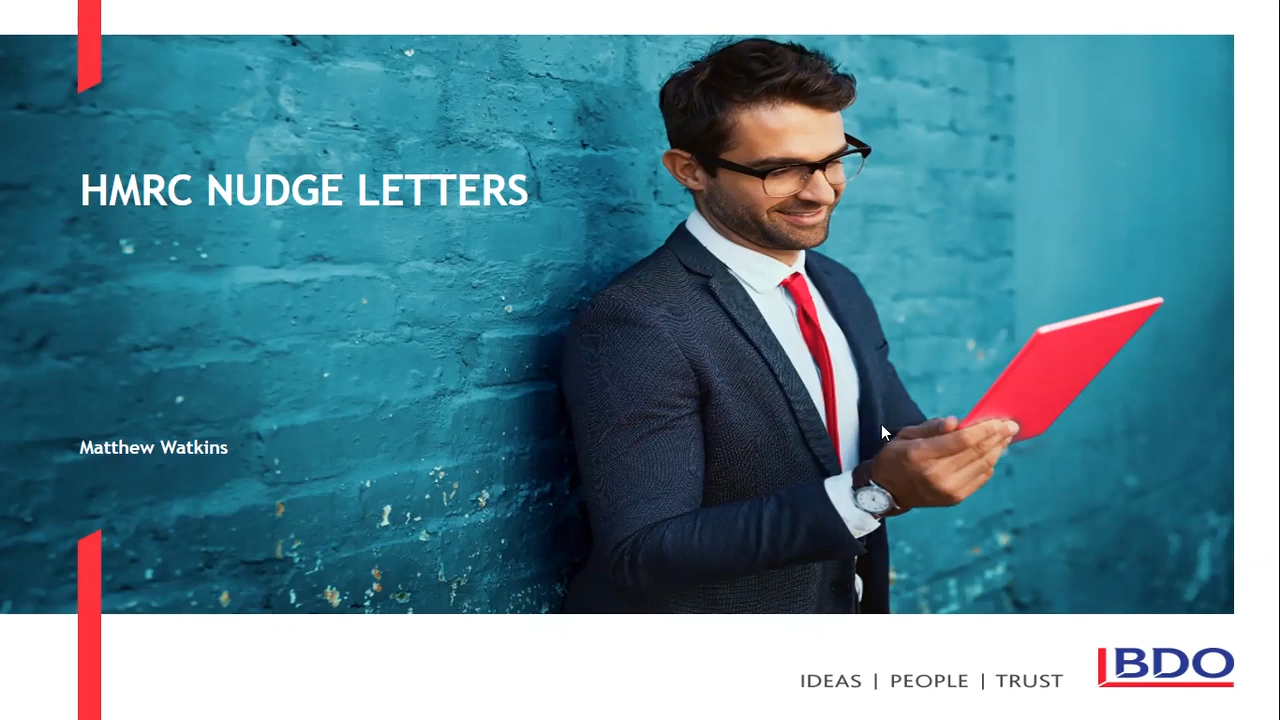 HMRC NUDGE LETTERS
Matthew Watkins
IDEAS | PEOPLE | TRUST
BDO